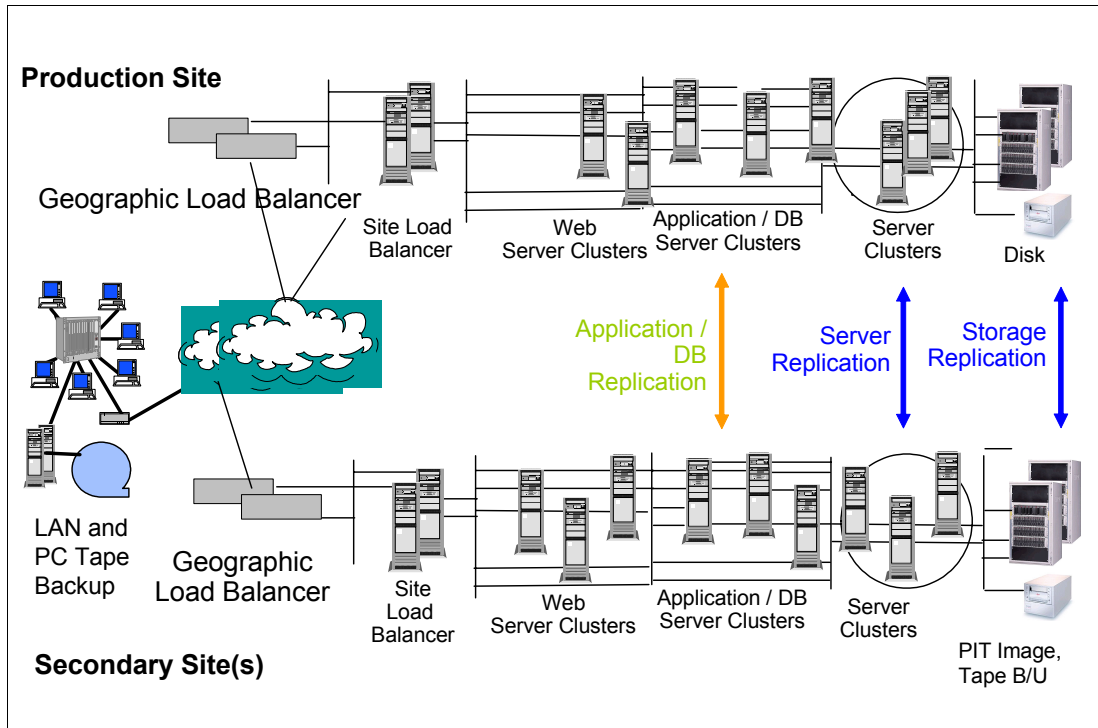 Production Site
Geographic Load Balancer
Site Load
Balancer
Web
Server Clusters
Application / DB
Server Clusters
Server
Clusters
Disk
Application /
DB
Replication
Server
Replication
Storage
Replication
LAN and
PC Tape
Backup
Geographic
Load Balancer
Site
Load
Balancer
Web
Server Clusters
Application / DB
Server Clusters
Server
Clusters
PIT Image,
Tape B/U
Secondary Site(s)